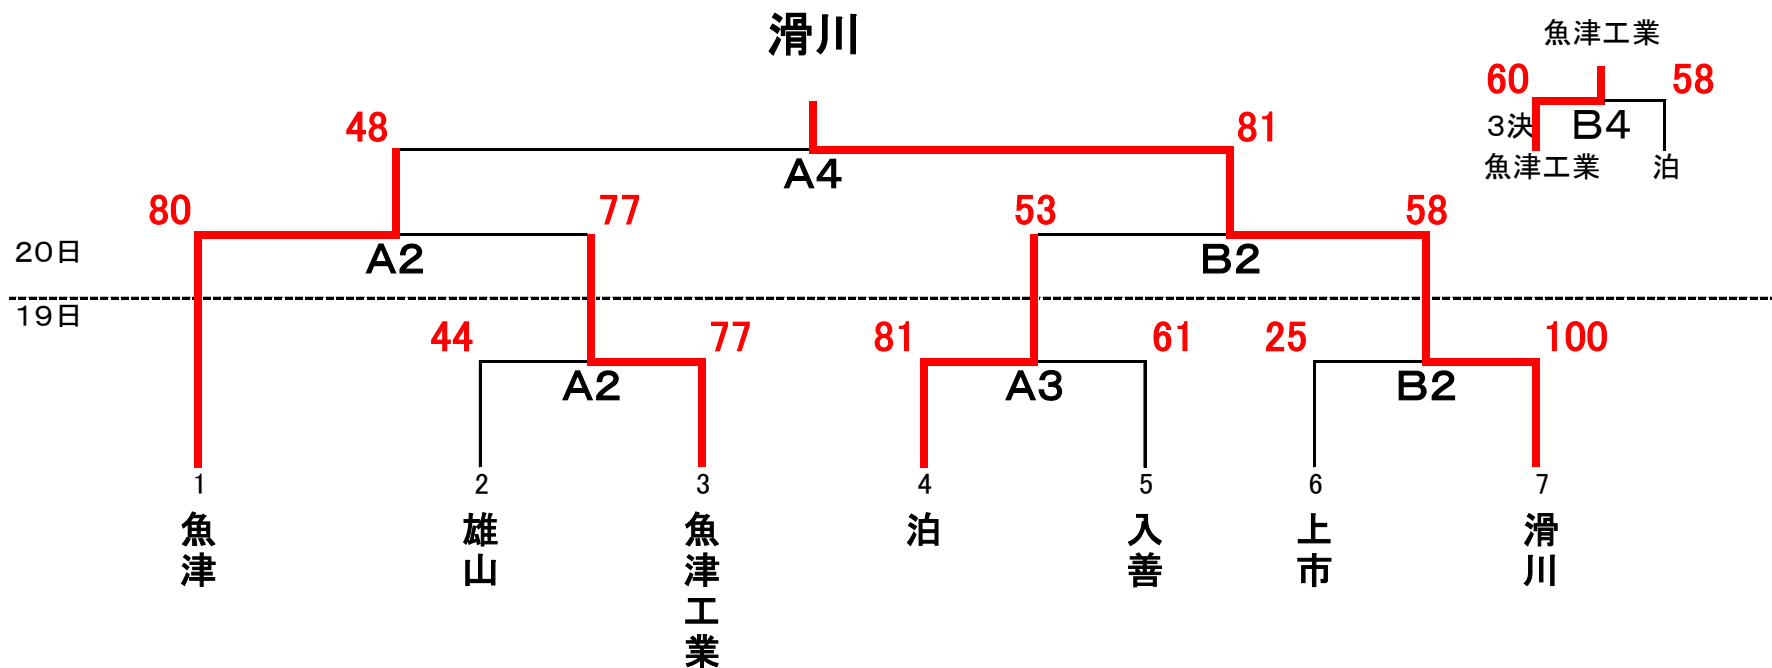 滑川
魚津工業
60 58
3決 B4
魚津工業 泊
48 81
A4
80 77 53 58
A2 B2
20日
19日
44 77 81 61 25 100
A2 A3 B2
1 2 3 4 5 6 7
魚津 雄山 魚津工業 泊 入善 上市 滑川